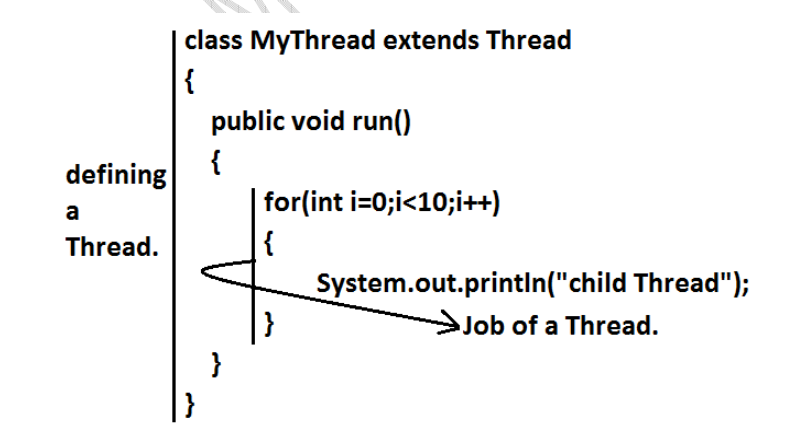 class MyThread extends Thread
{
public void run()
{
defining
a
Thread.
for(int i=0;i<10;i++)
{
System.out.println("child Thread");
}
Job of a Thread.
}
}